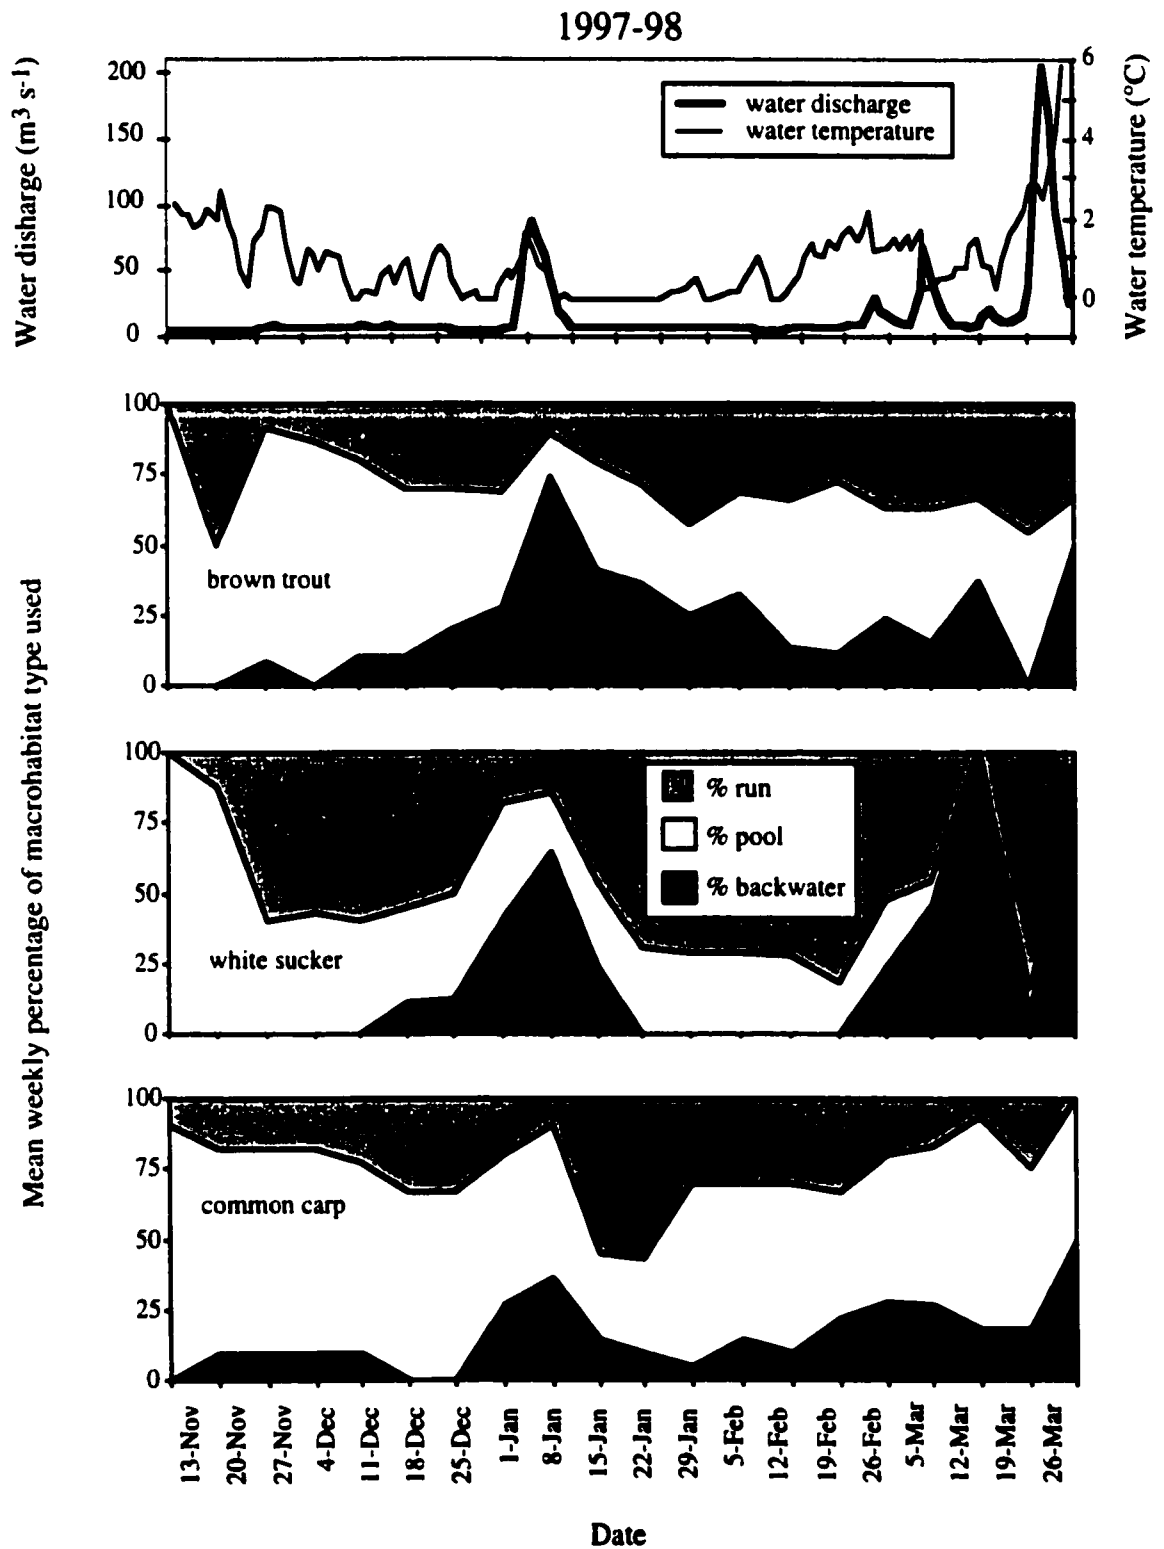 1997-98
Water disharge (m3 s-1)
200
150
100
50
0
water discharge
water temperature
6
4
2
0
Water temperature (°C)
Mean weekly percentage of macrohabitat type used
100
75
50
25
0
brown trout
100
75
50
25
0
white sucker
% run
% pool
% backwater
100
75
50
25
0
common carp
13-Nov
20-Nov
27-Nov
4-Dec
11-Dec
18-Dec
25-Dec
1-Jan
8-Jan
15-Jan
22-Jan
29-Jan
5-Feb
12-Feb
19-Feb
26-Feb
5-Mar
12-Mar
19-Mar
26-Mar
Date